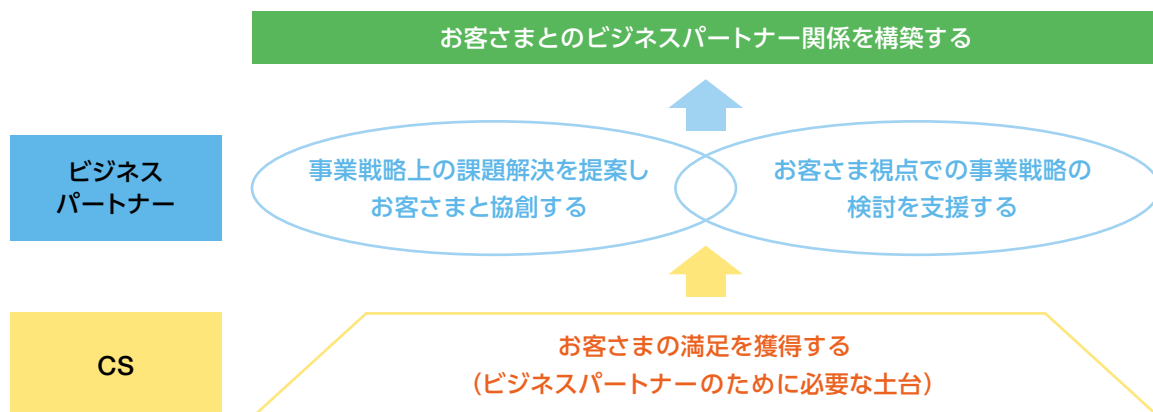 お客さまとのビジネスパートナー関係を構築する
ビジネス
パートナー
事業戦略上の課題解決を提案し
お客さまと協創する
お客さま視点での事業戦略の
検討を支援する
CS
お客さまの満足を獲得する
（ビジネスパートナーのために必要な土台）